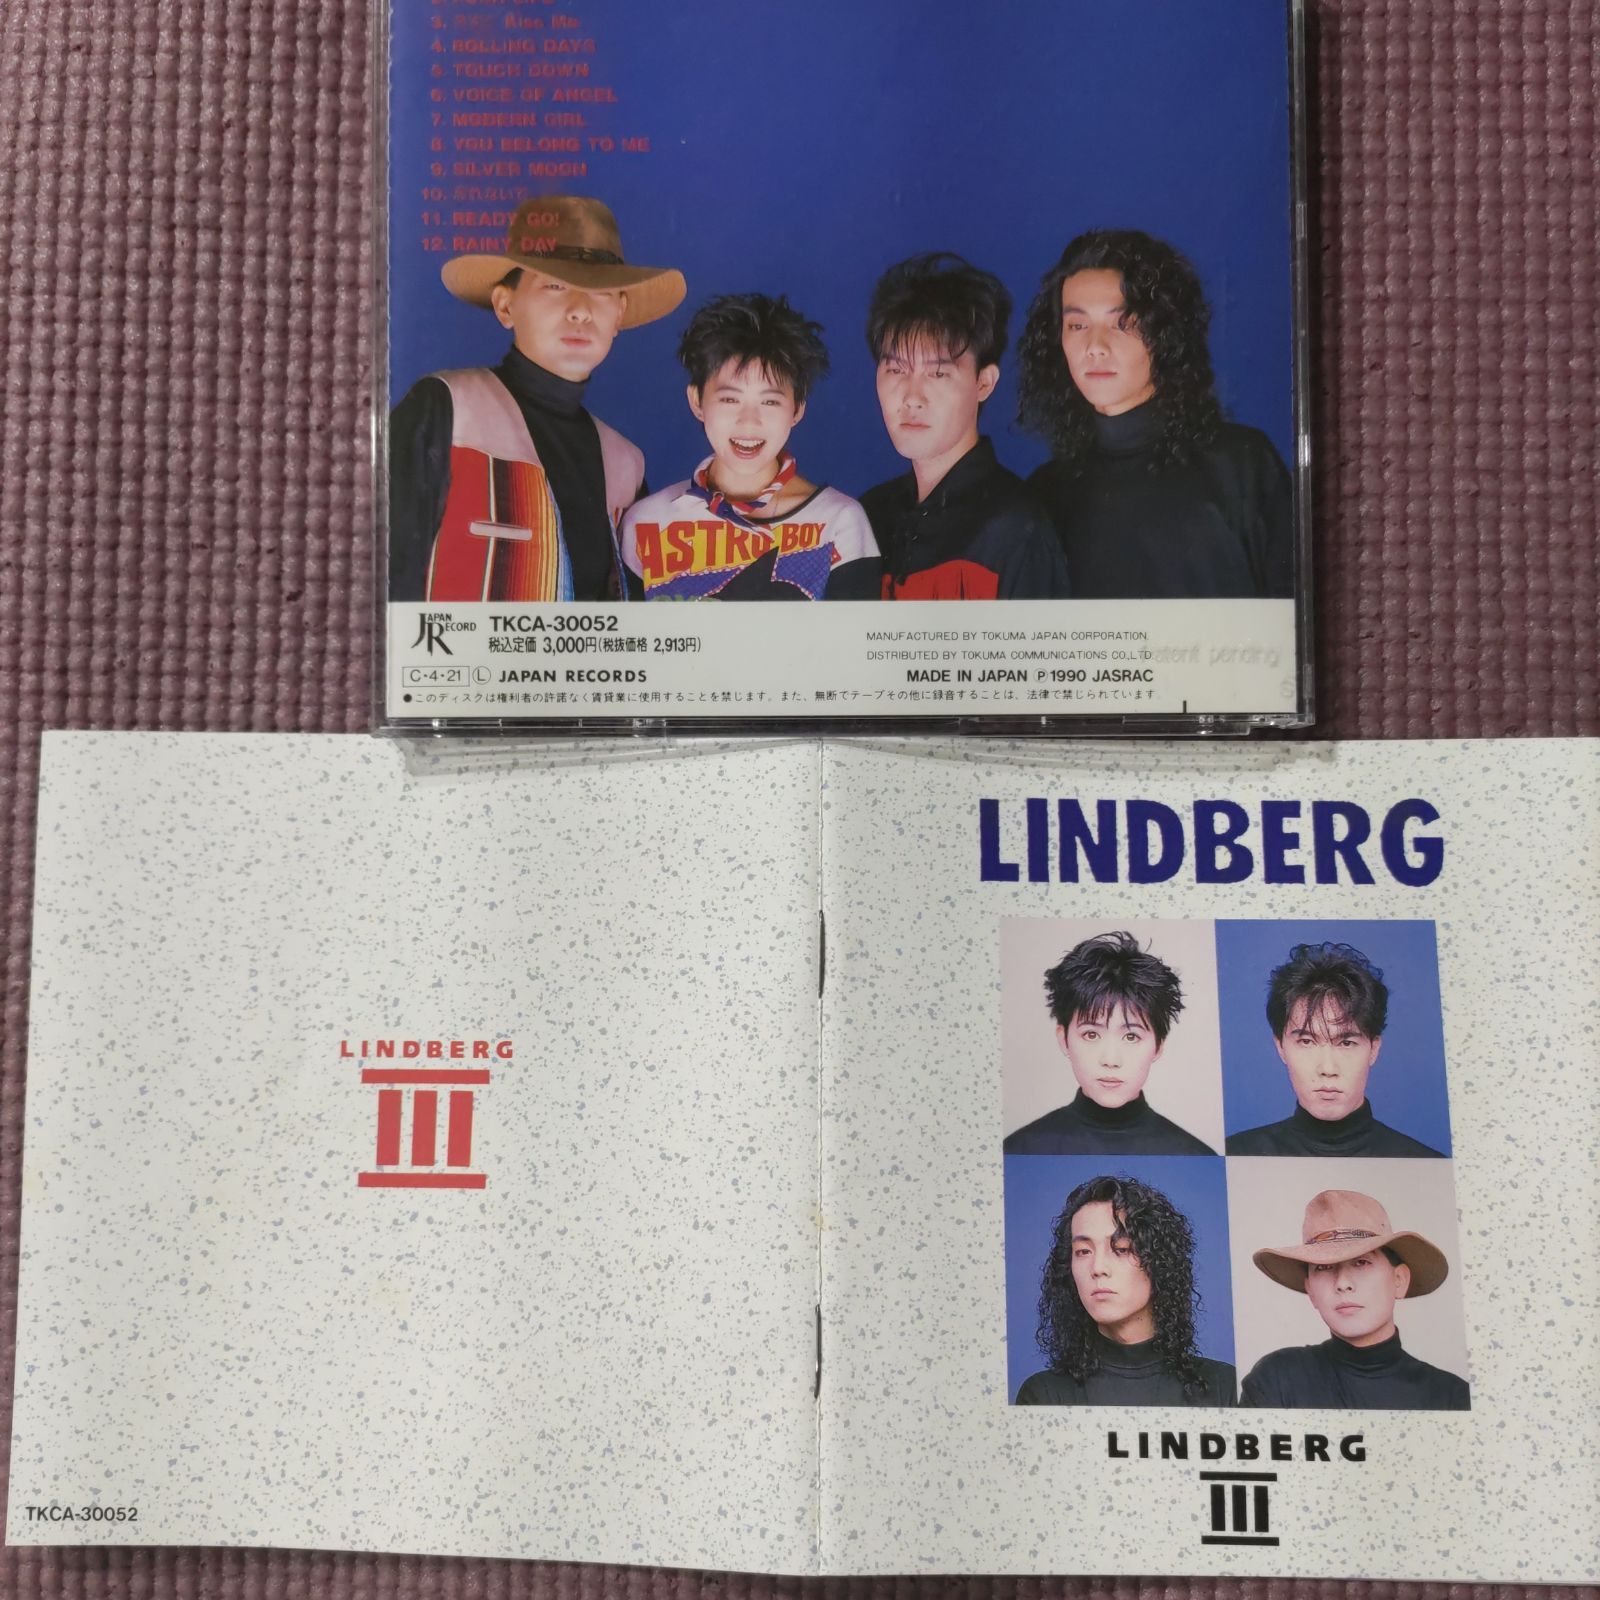 3. Kiss Me
4. ROLLING DAYS
5. TOUCH DOWN
6. VOICE OF ANGEL
7. MODERN GIRL
8. YOU BELONG TO ME
9. SILVER MOON
10. 忘れないで
11. READY GO!
12. RAINY DAY
ASTRO BOY
JAPAN RECORD
TKCA-30052
税込定価 3,000円(税抜価格 2,913円)
C・4・21 Ⓛ JAPAN RECORDS
MANUFACTURED BY TOKUMA JAPAN CORPORATION.
DISTRIBUTED BY TOKUMA COMMUNICATIONS CO.,LTD.
patent pending
MADE IN JAPAN Ⓟ1990 JASRAC
●このディスクは権利者の許諾なく賃貸業に使用することを禁じます。また、無断でテープその他に録音することは、法律で禁じられています。
LINDBERG
III
TKCA-30052
LINDBERG
LINDBERG
III